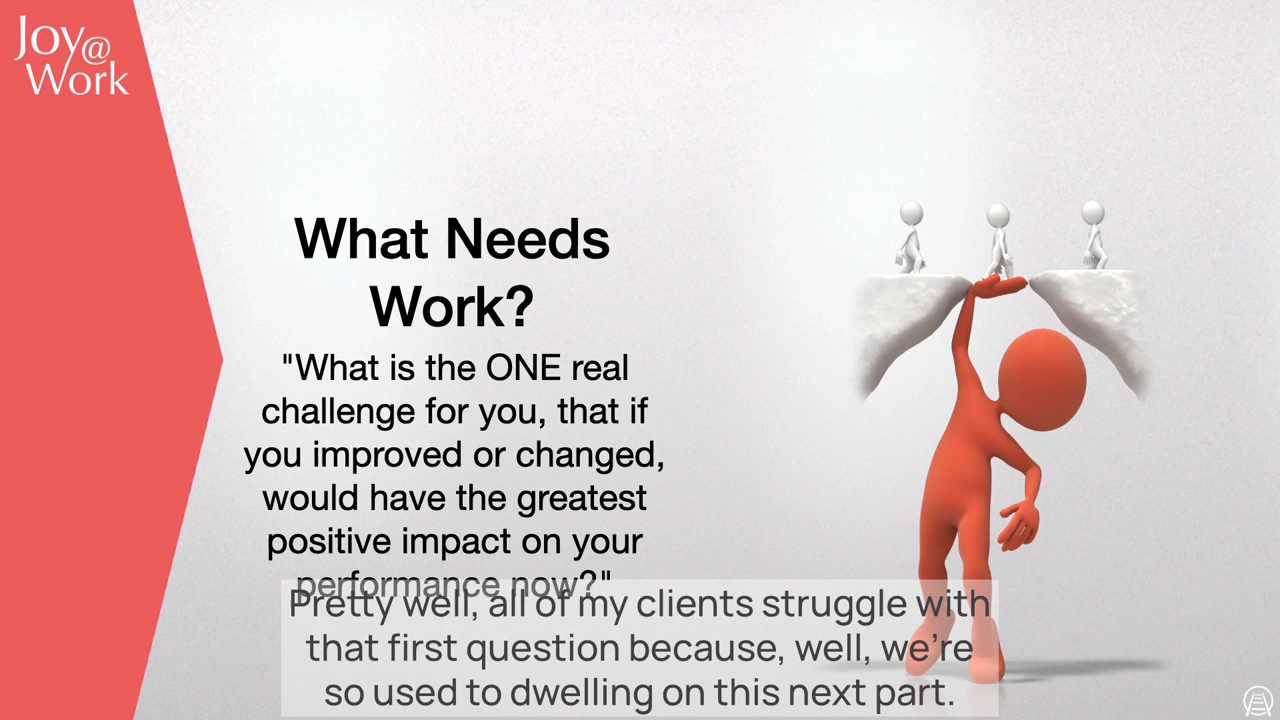 Joy@
Work
What Needs
Work?
"What is the ONE real
challenge for you, that if
you improved or changed,
would have the greatest
positive impact on your
performance now?"
Pretty well, all of my clients struggle with
that first question because, well, we’re
so used to dwelling on this next part.